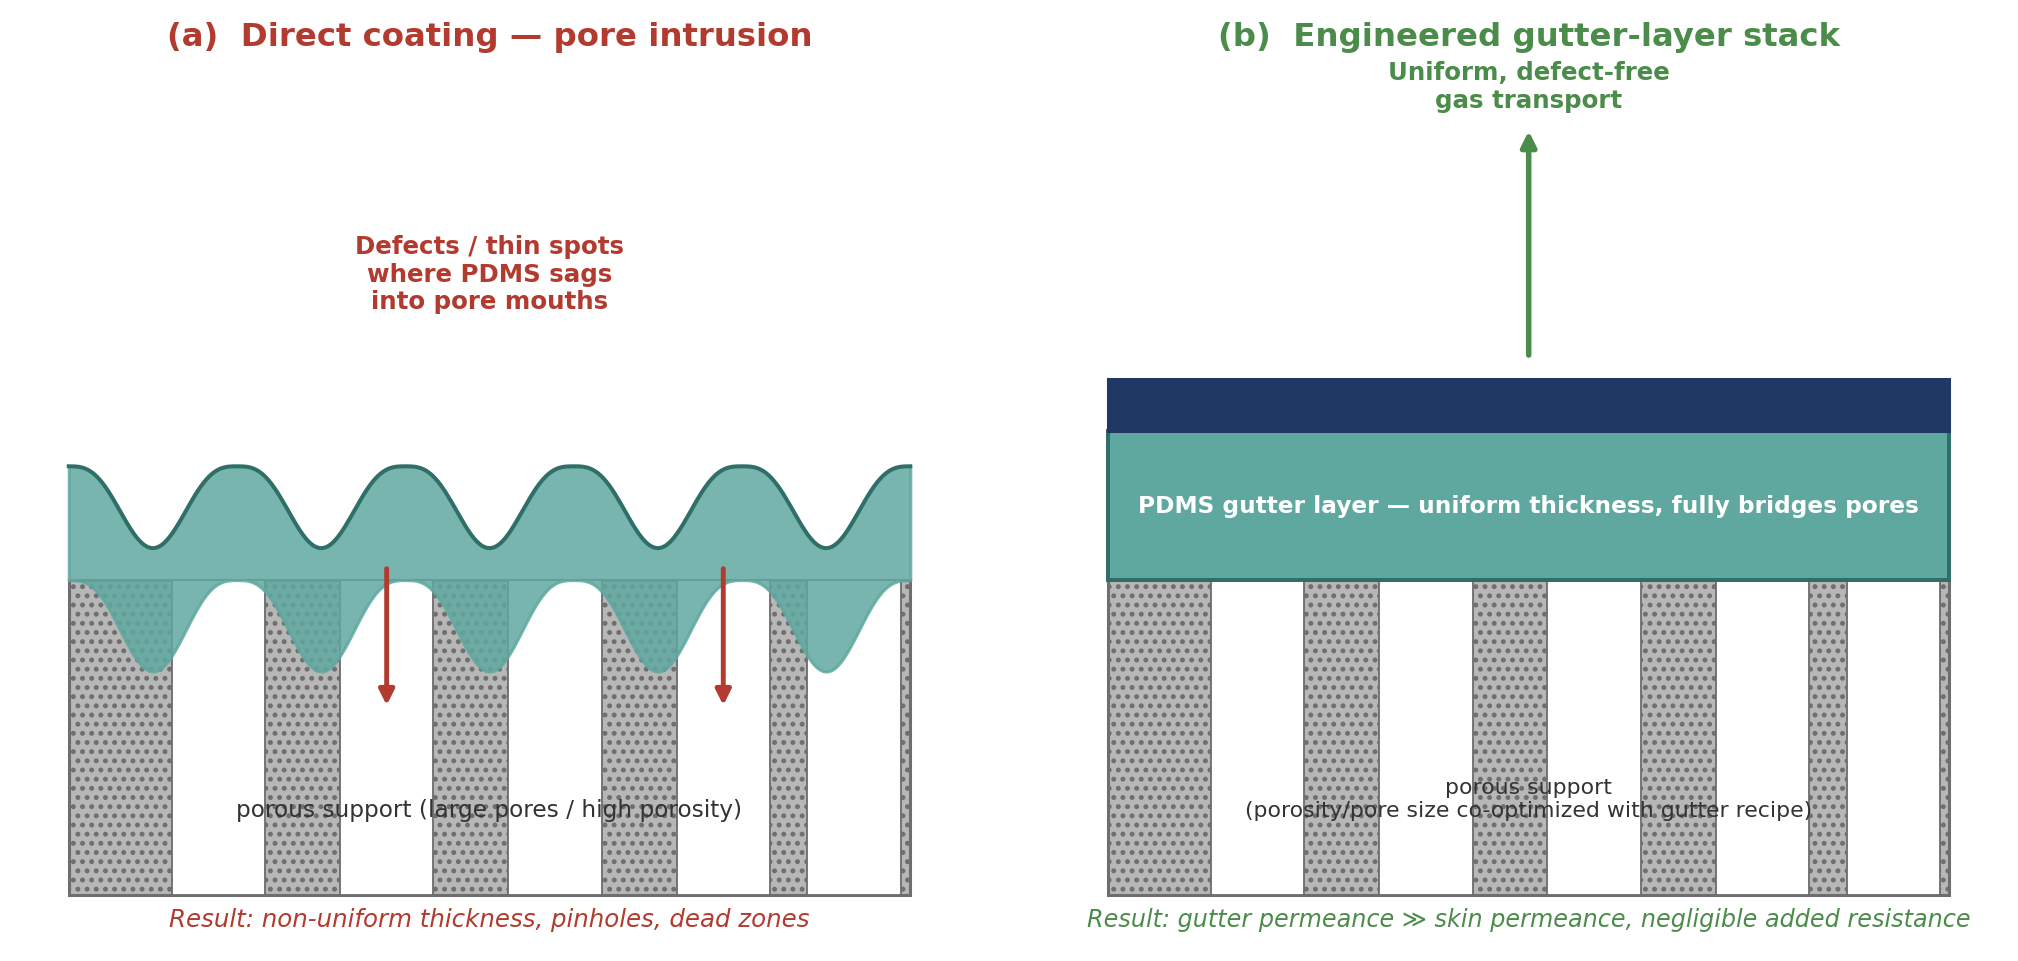 (a)  Direct coating — pore intrusion
Defects / thin spots
where PDMS sags
into pore mouths
porous support (large pores / high porosity)
Result: non-uniform thickness, pinholes, dead zones
(b)  Engineered gutter-layer stack
Uniform, defect-free
gas transport
PDMS gutter layer — uniform thickness, fully bridges pores
porous support
(porosity/pore size co-optimized with gutter recipe)
Result: gutter permeance ≫ skin permeance, negligible added resistance